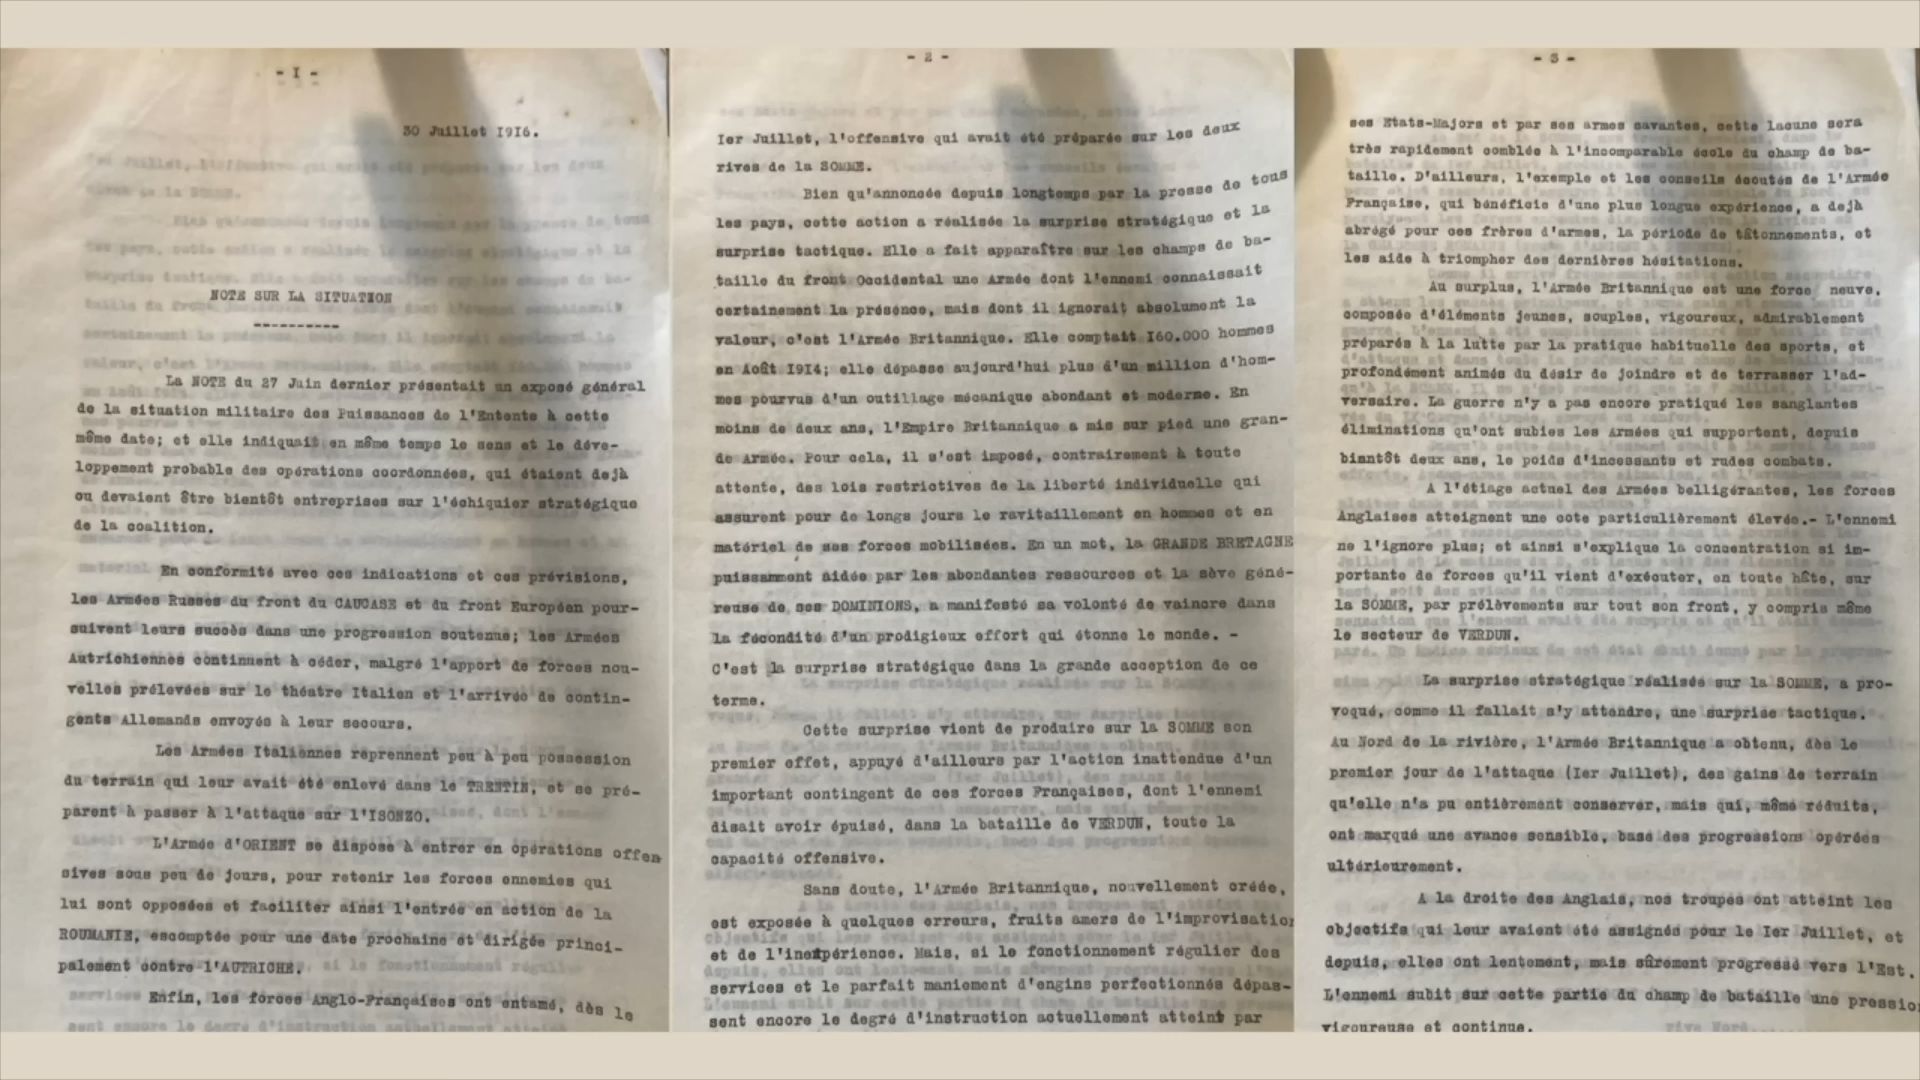 - I -
30 Juillet 1916.
NOTE SUR LA SITUATION
-----------
La NOTE du 27 Juin dernier présentait un exposé général
de la situation militaire des Puissances de l'Entente à cette
même date; et elle indiquait en même temps le sens et le déve-
loppement probable des opérations coordonnées, qui étaient dejà
ou devaient être bientôt entreprises sur l'échiquier stratégique
de la coalition.
En conformité avec ces indications et ces prévisions,
les Armées Russes du front du CAUCASE et du front Européen pour-
suivent leurs succès dans une progression soutenue; les Armées
Autrichiennes continuent à céder, malgré l'apport de forces nou-
velles prélevées sur le théatre Italien et l'arrivée de contin-
gents Allemands envoyés à leur secours.
Les Armées Italiennes reprennent peu à peu possession
du terrain qui leur avait été enlevé dans le TRENTIN, et se pré-
parent à passer à l'attaque sur l'ISONZO.
L'Armée d'ORIENT se dispose à entrer en opérations offen
sives sous peu de jours, pour retenir les forces ennemies qui
lui sont opposées et faciliter ainsi l'entrée en action de la
ROUMANIE, escomptée pour une date prochaine et dirigée princi-
palement contre l'AUTRICHE.
Enfin, les forces Anglo-Françaises ont entamé, dès le
- 2 -
Ier Juillet, l'offensive qui avait été préparée sur les deux
rives de la SOMME.
Bien qu'annoncée depuis longtemps par la presse de tous
les pays, cette action a réalisée la surprise stratégique et la
surprise tactique. Elle a fait apparaître sur les champs de ba-
taille du front Occidental une Armée dont l'ennemi connaissait
certainement la présence, mais dont il ignorait absolument la
valeur, c'est l'Armée Britannique. Elle comptait I60.000 hommes
en Août I914; elle dépasse aujourd'hui plus d'un million d'hom-
mes pourvus d'un outillage mécanique abondant et moderne. En
moins de deux ans, l'Empire Britannique a mis sur pied une gran-
de Armée. Pour cela, il s'est imposé, contrairement à toute
attente, des lois restrictives de la liberté individuelle qui
assurent pour de longs jours le ravitaillement en hommes et en
matériel de ses forces mobilisées. En un mot, la GRANDE BRETAGNE
puissamment aidée par les abondantes ressources et la sève géné-
reuse de ses DOMINIONS, a manifesté sa volonté de vaincre dans
la fécondité d'un prodigieux effort qui étonne le monde. -
C'est la surprise stratégique dans la grande acception de ce
terme.
Cette surprise vient de produire sur la SOMME son
premier effet, appuyé d'ailleurs par l'action inattendue d'un
important contingent de ces forces Françaises, dont l'ennemi
disait avoir épuisé, dans la bataille de VERDUN, toute la
capacité offensive.
Sans doute, l'Armée Britannique, nouvellement créée,
est exposée à quelques erreurs, fruits amers de l'improvisation
et de l'inexpérience. Mais, si le fonctionnement régulier des
services et le parfait maniement d'engins perfectionnés dépas-
sent encore le degré d'instruction actuellement atteint par
- 3 -
ses Etats-Majors et par ses armes savantes, cette lacune sera
très rapidement comblée à l'incomparable école du champ de ba-
taille. D'ailleurs, l'exemple et les conseils écoutés de l'Armée
Française, qui bénéficie d'une plus longue expérience, a dejà
abrégé pour ces frères d'armes, la période de tâtonnements, et
les aide à triompher des dernières hésitations.
Au surplus, l'Armée Britannique est une force neuve,
composée d'éléments jeunes, souples, vigoureux, admirablement
préparés à la lutte par la pratique habituelle des sports, et
profondément animés du désir de joindre et de terrasser l'ad-
versaire. La guerre n'y a pas encore pratiqué les sanglantes
éliminations qu'ont subies les Armées qui supportent, depuis
biantôt deux ans, le poids d'incessants et rudes combats.
A l'étiage actuel des Armées belligérantes, les forces
Anglaises atteignent une cote particulièrement élevée.- L'ennemi
ne l'ignore plus; et ainsi s'explique la concentration si im-
portante de forces qu'il vient d'exécuter, en toute hâte, sur
la SOMME, par prélèvements sur tout son front, y compris même
le secteur de VERDUN.
La surprise stratégique réalisée sur la SOMME, a pro-
voqué, comme il fallait s'y attendre, une surprise tactique.
Au Nord de la rivière, l'Armée Britannique a obtenu, dès le
premier jour de l'attaque (Ier Juillet), des gains de terrain
qu'elle n'a pu entièrement conserver, mais qui, même réduits,
ont marqué une avance sensible, base des progressions opérées
ultérieurement.
A la droite des Anglais, nos troupes ont atteint les
objectifs qui leur avaient été assignés pour le Ier Juillet, et
depuis, elles ont lentement, mais sûrement progressé vers l'Est.
L'ennemi subit sur cette partie du champ de bataille une pression
vigoureuse et continue.